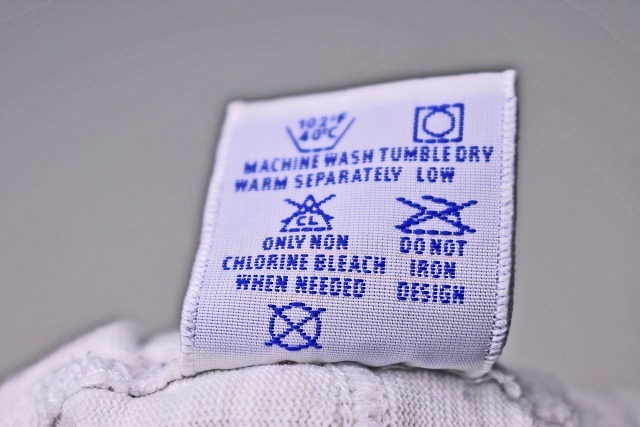 102°F
40°C
MACHINE WASH TUMBLE DRY
WARM SEPARATELY LOW
CL
ONLY NON
CHLORINE BLEACH
WHEN NEEDED
DO NOT
IRON
DESIGN